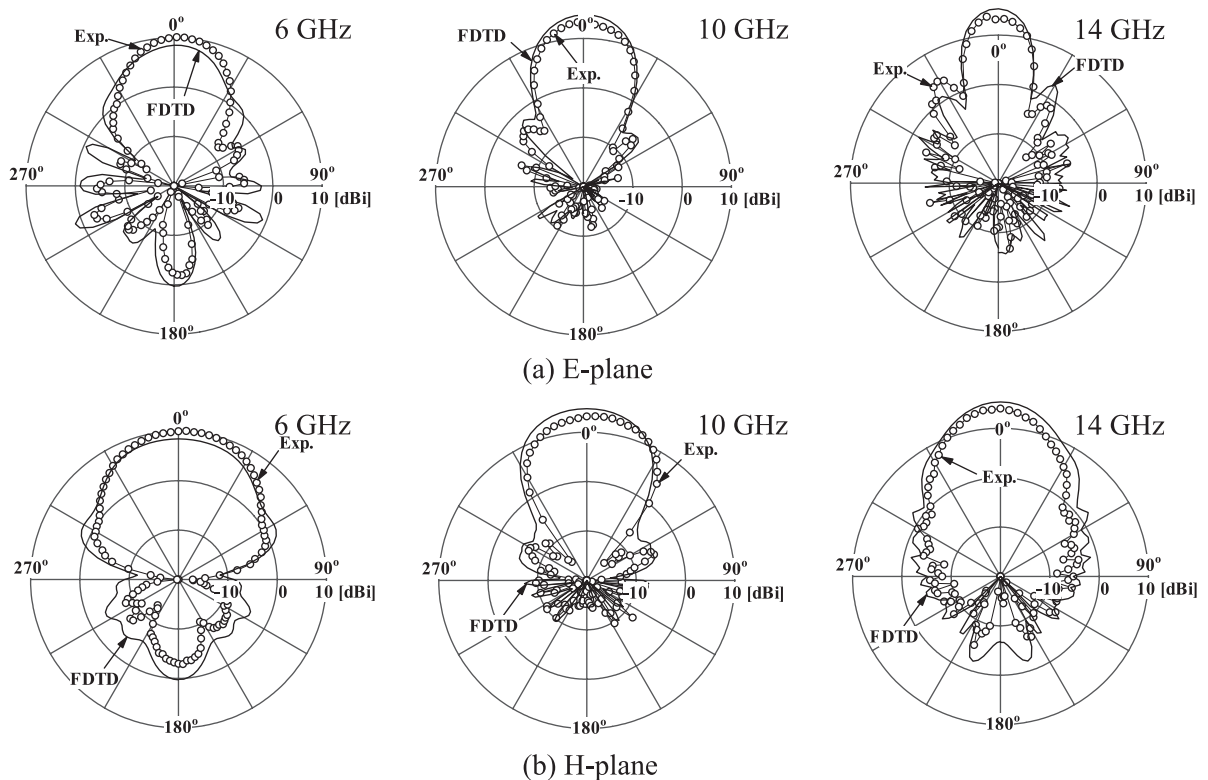 0° 6 GHz
Exp.
FDTD
270° 90°
-10 0 10 [dBi]
180°
0° 10 GHz
FDTD
Exp.
270° 90°
-10 0 10 [dBi]
180°
14 GHz
0°
FDTD
Exp.
270° 90°
-10 0 10 [dBi]
180°
(a) E-plane
0° 6 GHz
Exp.
270° 90°
-10 0 10 [dBi]
FDTD
180°
10 GHz
0°
Exp.
270° 90°
-10 0 10 [dBi]
FDTD
180°
14 GHz
0°
Exp.
270° 90°
-10 0 10 [dBi]
FDTD
180°
(b) H-plane